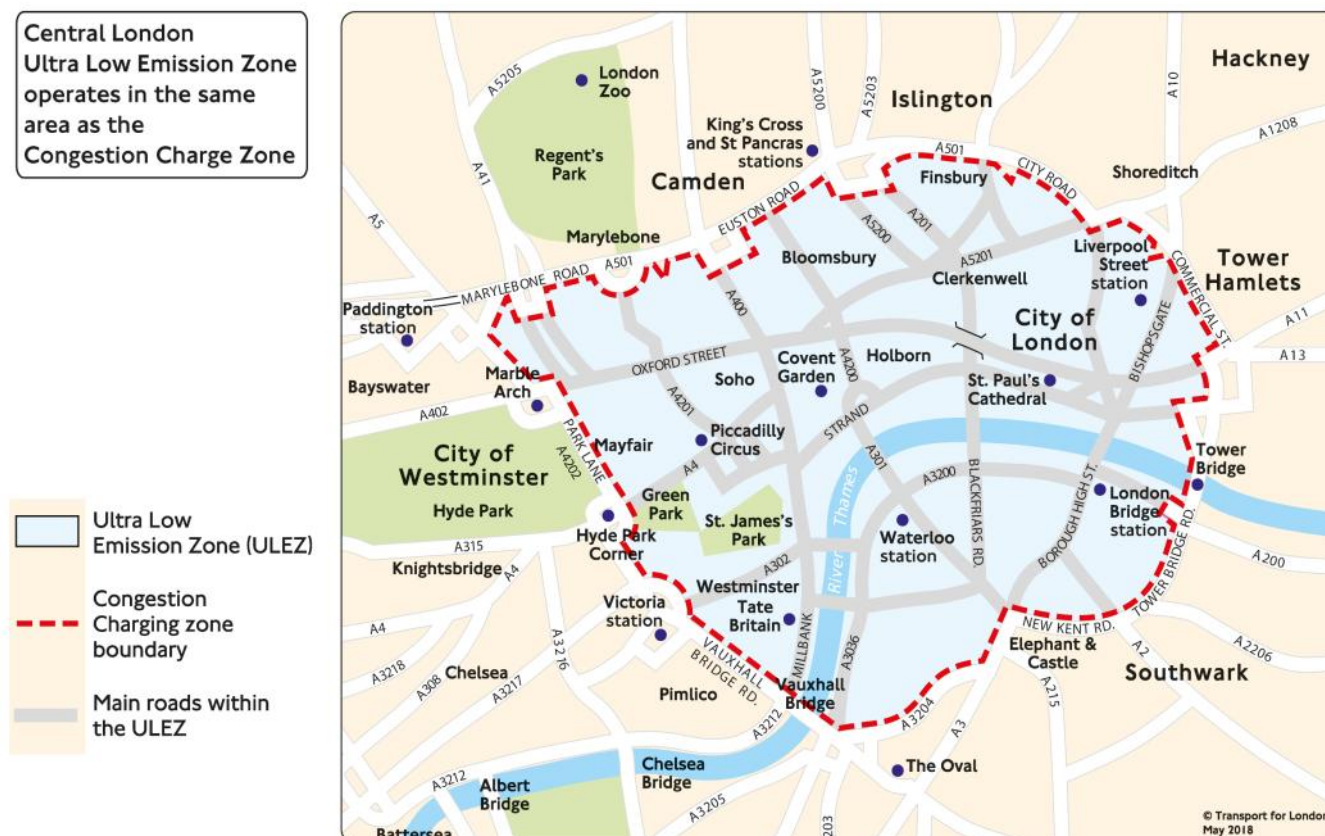 Central London
Ultra Low Emission Zone
operates in the same
area as the
Congestion Charge Zone
Ultra Low
Emission Zone (ULEZ)
Congestion
Charging zone
boundary
Main roads within
the ULEZ
Hackney
A5205
London
Zoo
A5200
A5203
A10
Islington
A1208
King's Cross
and St Pancras
stations
A501
CITY ROAD
Shoreditch
Regent's
Park
A41
Camden
Finsbury
A5
EUSTON ROAD
A5200
A201
Marylebone
Bloomsbury
A5201
Liverpool
Street
station
COMMERCIAL ST.
Tower
Hamlets
MARYLEBONE ROAD
A501
Clerkenwell
A400
Paddington
station
City of
London
BISHOPSGATE
A11
A13
OXFORD STREET
Covent
Garden
A4200
Holborn
Marble
Arch
Soho
St. Paul's
Cathedral
Bayswater
A402
A4201
STRAND
PARK LANE
A4202
Mayfair
Piccadilly
Circus
City of
Westminster
A4
A301
A3200
BLACKFRIARS RD.
Tower
Bridge
Hyde Park
Green
Park
St. James's
Park
River Thames
Waterloo
station
BOROUGH HIGH ST.
London
Bridge
station
TOWER BRIDGE RD.
Hyde Park
Corner
A315
Knightsbridge
A4
A302
A200
Westminster
Victoria
station
Tate
Britain
A4
A3216
VAUXHALL
BRIDGE RD.
MILLBANK
A3036
NEW KENT RD.
Elephant &
Castle
A2
A2206
A3218
A308
Chelsea
A3217
Southwark
Pimlico
Vauxhall
Bridge
A3212
A3204
A3
A215
Chelsea
Bridge
The Oval
A3212
Albert
Bridge
A3205
203
Battersea
© Transport for London
May 2018